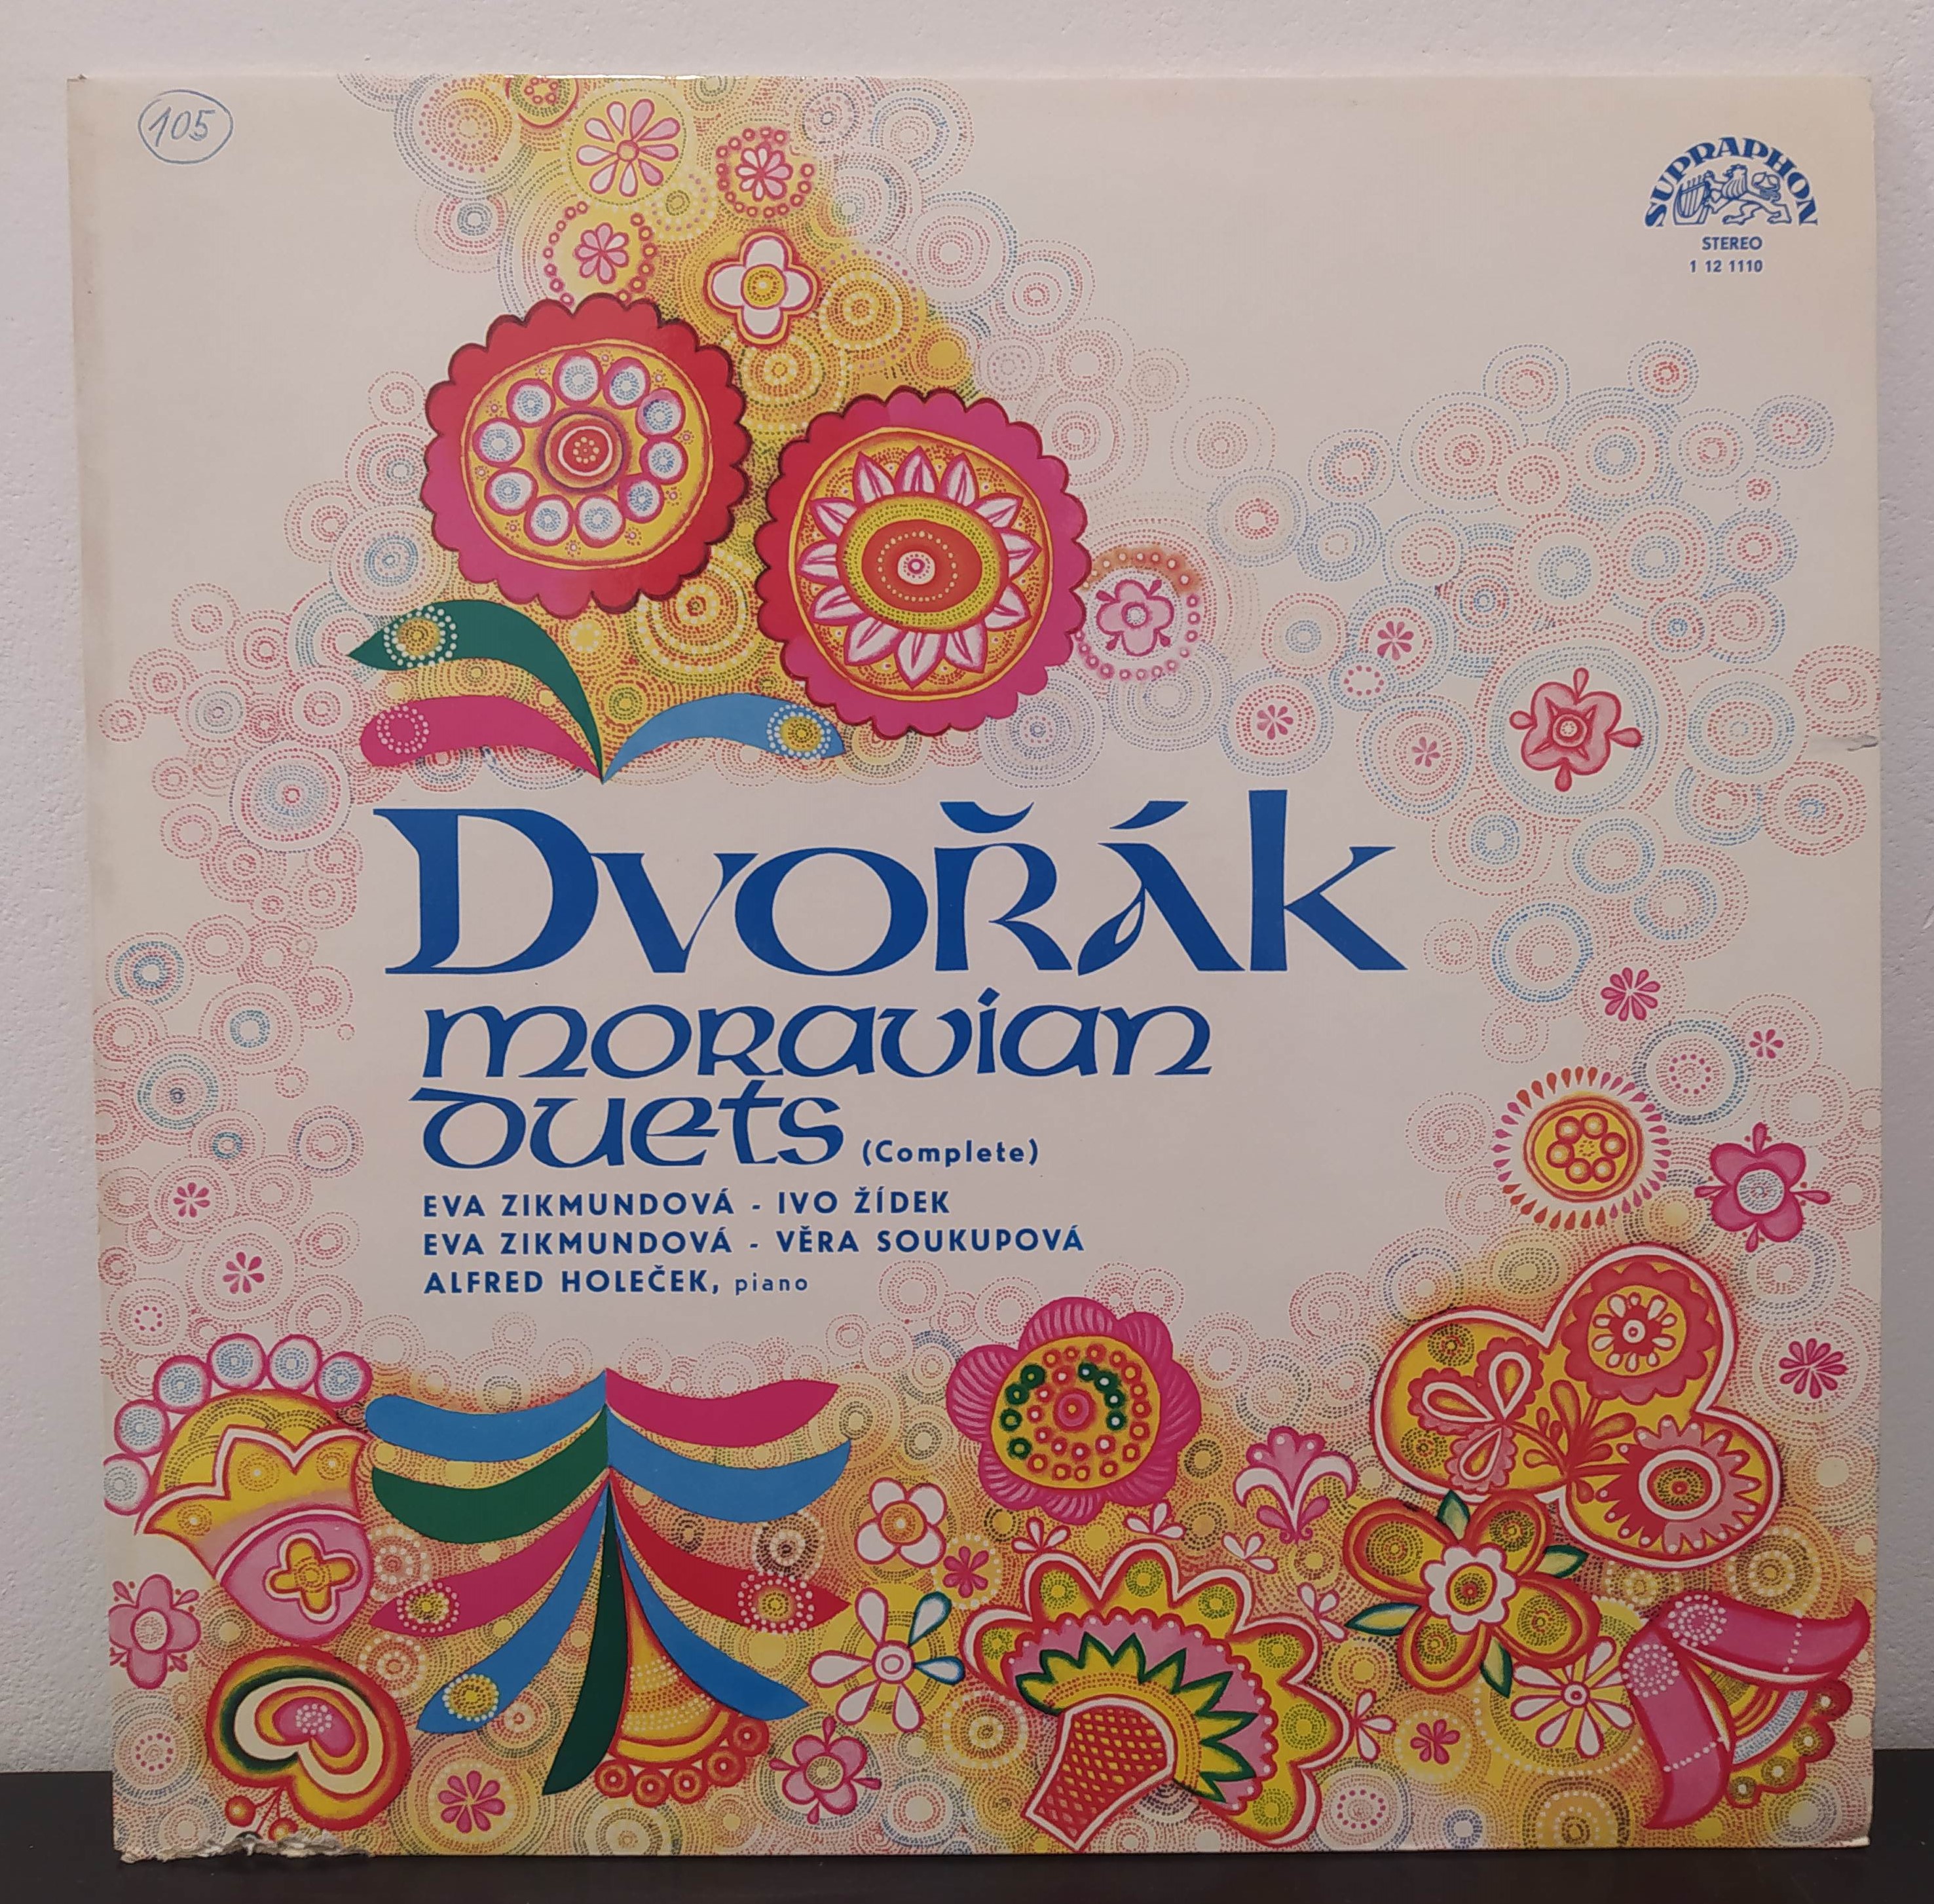 105
SUPRAPHON
STEREO
1 12 1110
Dvořák
moravian
duets (Complete)
EVA ZIKMUNDOVÁ - IVO ŽÍDEK
EVA ZIKMUNDOVÁ - VĚRA SOUKUPOVÁ
ALFRED HOLEČEK, piano